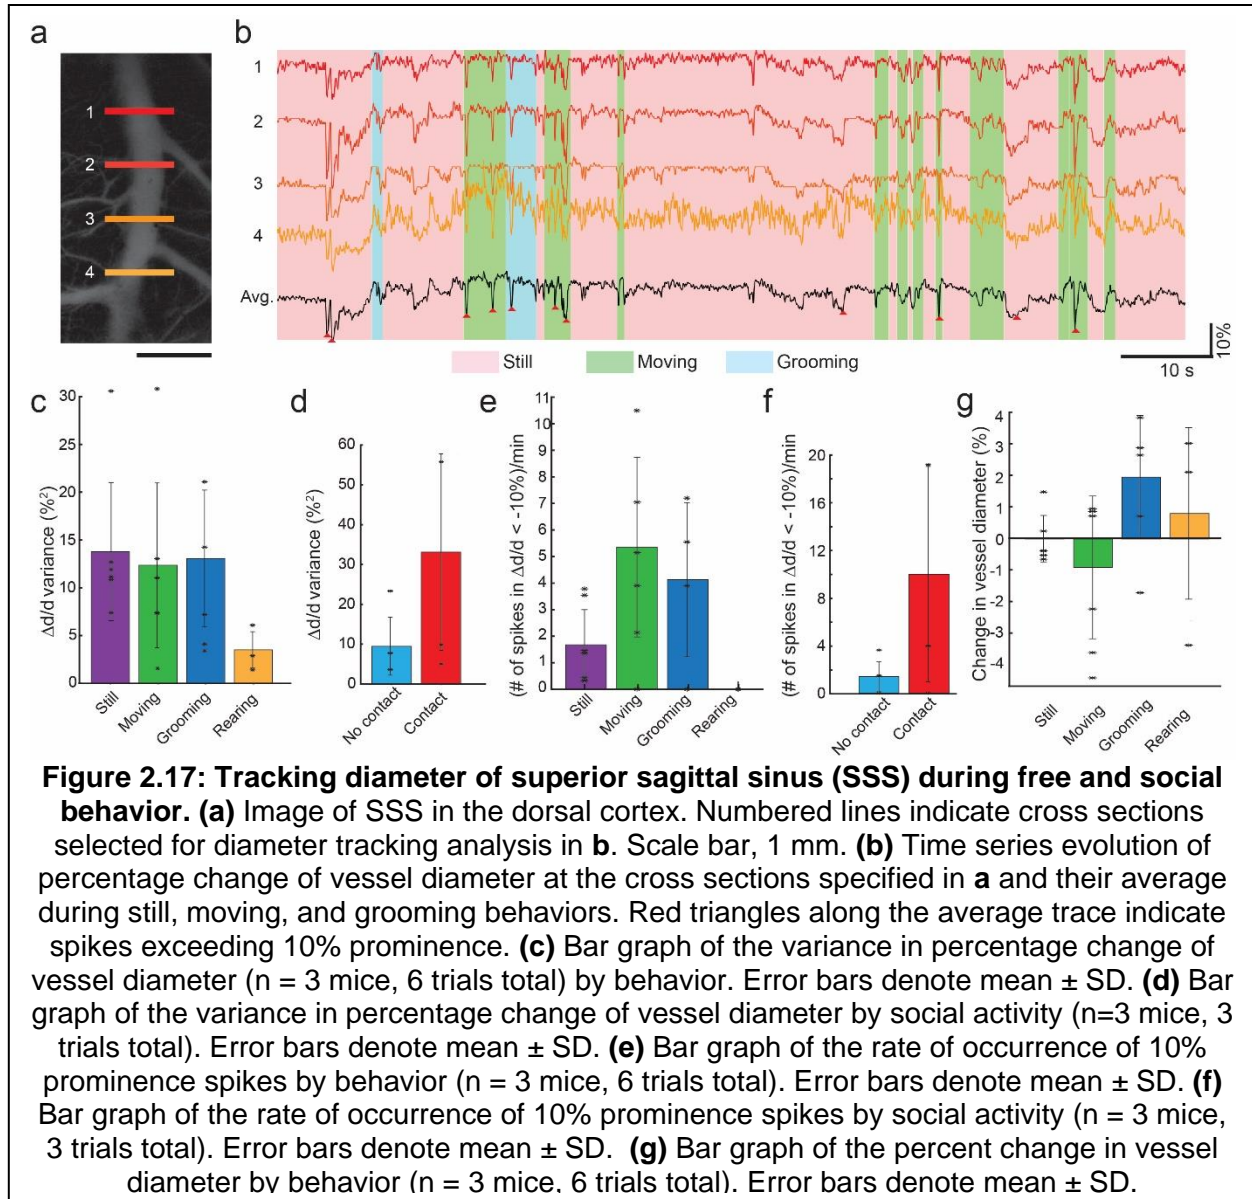 a
1
2
3
4
b
1
2
3
4
Avg.
10%
10 s
Still
Moving
Grooming
c
Δd/d variance (%²)
30
25
20
15
10
5
0
Still
Moving
Grooming
Rearing
d
Δd/d variance (%²)
60
50
40
30
20
10
0
No contact
Contact
e
(# of spikes in Δd/d < -10%)/min
11
10
9
8
7
6
5
4
3
2
1
0
Still
Moving
Grooming
Rearing
f
(# of spikes in Δd/d < -10%)/min
20
16
12
8
4
0
No contact
Contact
g
Change in vessel diameter (%)
4
3
2
1
0
-1
-2
-3
-4
Still
Moving
Grooming
Rearing
Figure 2.17: Tracking diameter of superior sagittal sinus (SSS) during free and social
behavior. (a) Image of SSS in the dorsal cortex. Numbered lines indicate cross sections
selected for diameter tracking analysis in b. Scale bar, 1 mm. (b) Time series evolution of
percentage change of vessel diameter at the cross sections specified in a and their average
during still, moving, and grooming behaviors. Red triangles along the average trace indicate
spikes exceeding 10% prominence. (c) Bar graph of the variance in percentage change of
vessel diameter (n = 3 mice, 6 trials total) by behavior. Error bars denote mean ± SD. (d) Bar
graph of the variance in percentage change of vessel diameter by social activity (n=3 mice, 3
trials total). Error bars denote mean ± SD. (e) Bar graph of the rate of occurrence of 10%
prominence spikes by behavior (n = 3 mice, 6 trials total). Error bars denote mean ± SD. (f)
Bar graph of the rate of occurrence of 10% prominence spikes by social activity (n = 3 mice,
3 trials total). Error bars denote mean ± SD. (g) Bar graph of the percent change in vessel
diameter by behavior (n = 3 mice, 6 trials total). Error bars denote mean ± SD.